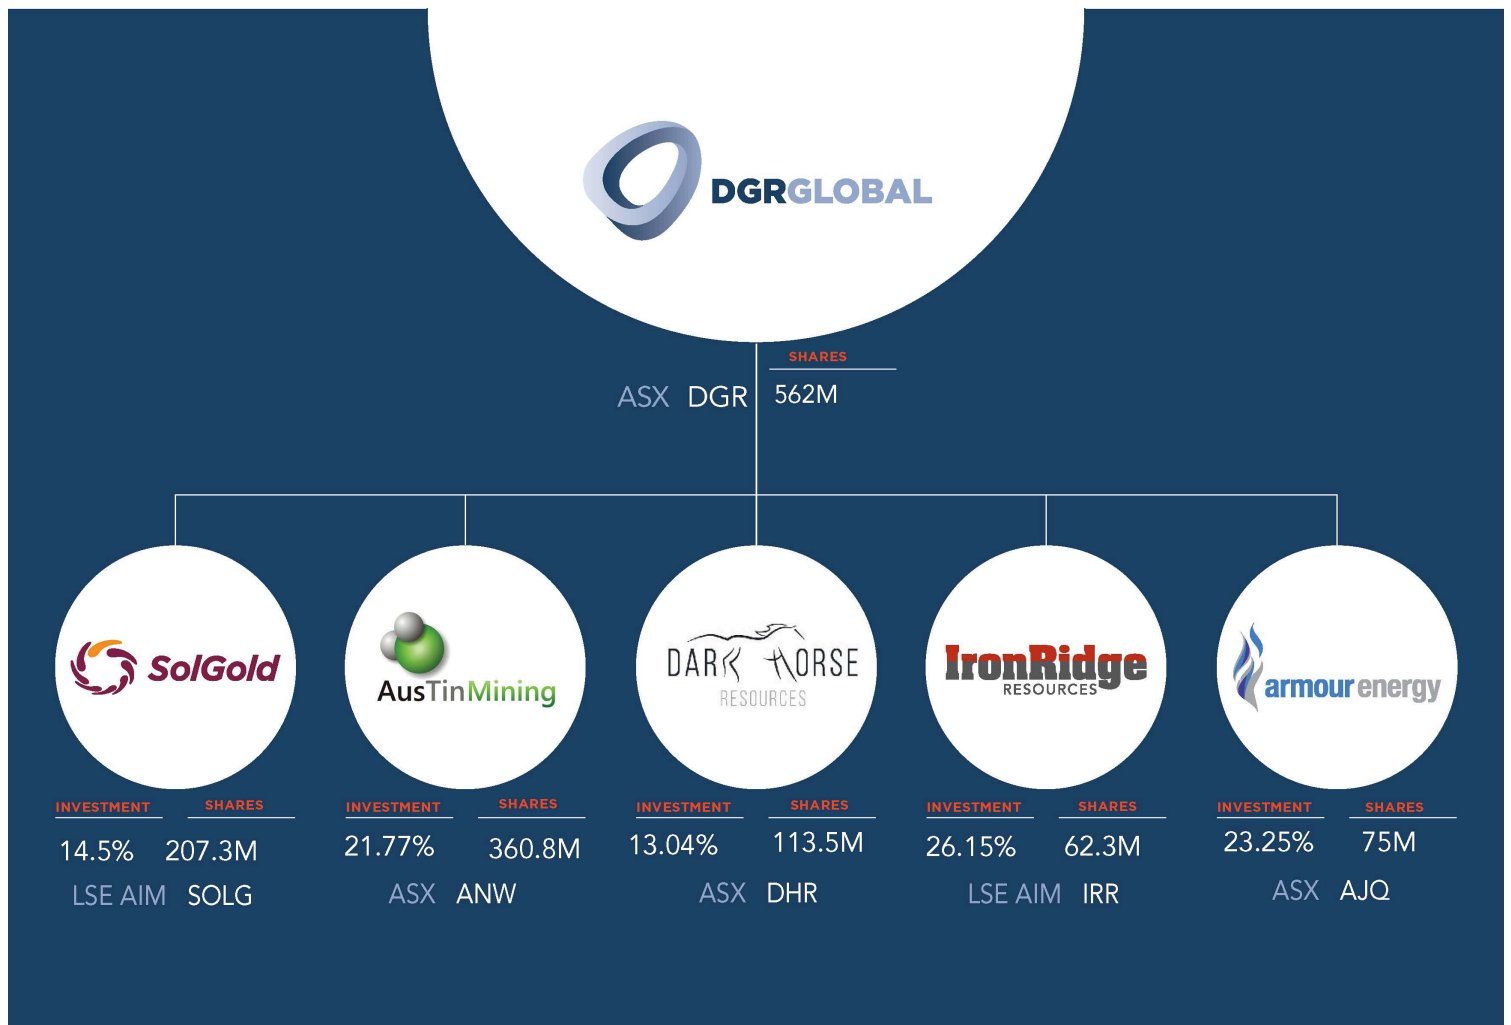 DGRGLOBAL
SHARES
ASX DGR 562M
SolGold
AusTinMining
DARK HORSE
RESOURCES
IronRidge
RESOURCES
armour energy
INVESTMENT SHARES
14.5% 207.3M
LSE AIM SOLG
INVESTMENT SHARES
21.77% 360.8M
ASX ANW
INVESTMENT SHARES
13.04% 113.5M
ASX DHR
INVESTMENT SHARES
26.15% 62.3M
LSE AIM IRR
INVESTMENT SHARES
23.25% 75M
ASX AJQ